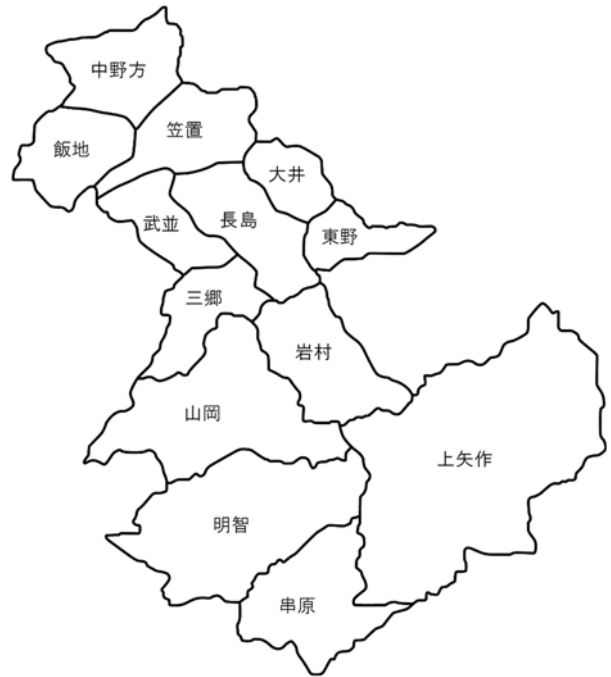 中野方
笠置
飯地
大井
武並
長島
東野
三郷
岩村
山岡
上矢作
明智
串原